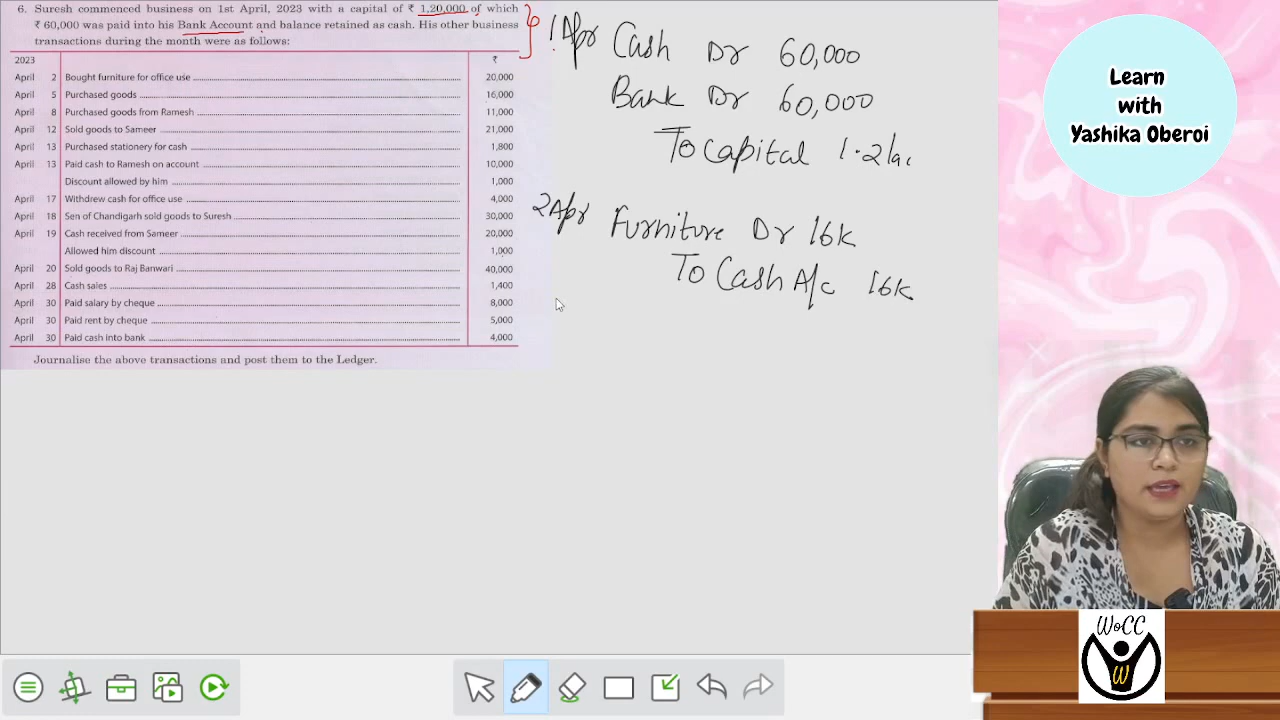 6. Suresh commenced business on 1st April, 2023 with a capital of ₹ 1,20,000 of which
₹ 60,000 was paid into his Bank Account and balance retained as cash. His other business
transactions during the month were as follows:
2023 ₹
April 2 Bought furniture for office use 20,000
April 5 Purchased goods 16,000
April 8 Purchased goods from Ramesh 11,000
April 12 Sold goods to Sameer 21,000
April 13 Purchased stationery for cash 1,800
April 13 Paid cash to Ramesh on account 10,000
Discount allowed by him 1,000
April 17 Withdrew cash for office use 4,000
April 18 Sen of Chandigarh sold goods to Suresh 30,000
April 19 Cash received from Sameer 20,000
Allowed him discount 1,000
April 20 Sold goods to Raj Banwari 40,000
April 28 Cash sales 1,400
April 30 Paid salary by cheque 8,000
April 30 Paid rent by cheque 5,000
April 30 Paid cash into bank 4,000
Journalise the above transactions and post them to the Ledger.
1 Apr Cash Dr 60,000
Bank Dr 60,000
To Capital 1.2
2 Apr Furniture Dr 16k
To Cash A/c 16k
Learn
with
Yashika Oberoi
WoCC
W